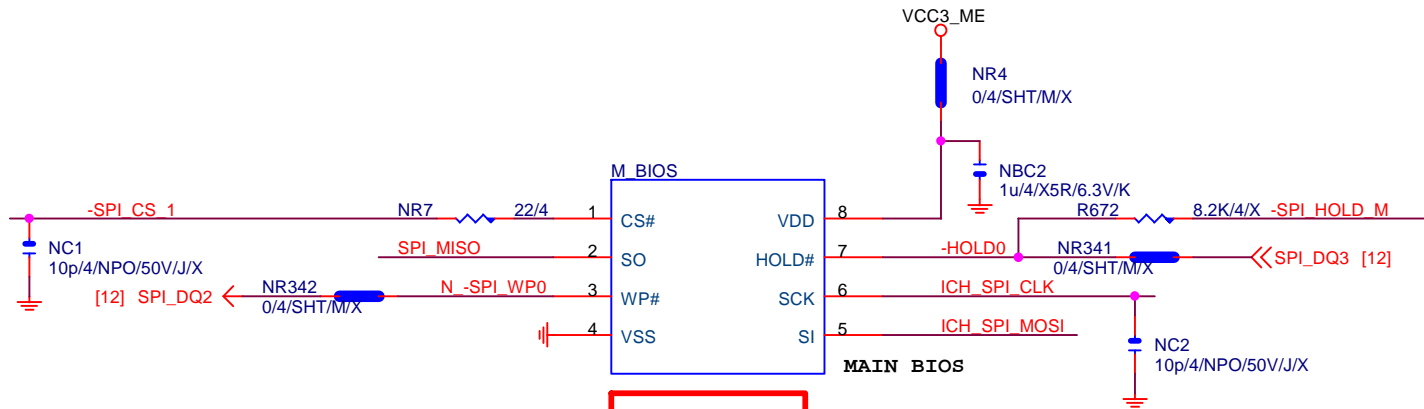 VCC3_ME
NR4
0/4/SHT/M/X
M_BIOS
NBC2
1u/4/X5R/6.3V/K
-SPI_CS_1
NR7
22/4
1
CS#
VDD
8
R672
8.2K/4/X
-SPI_HOLD_M
NC1
10p/4/NPO/50V/J/X
SPI_MISO
2
SO
HOLD#
7
-HOLD0
NR341
0/4/SHT/M/X
SPI_DQ3 [12]
[12] SPI_DQ2
NR342
0/4/SHT/M/X
N_-SPI_WP0
3
WP#
SCK
6
ICH_SPI_CLK
4
VSS
SI
5
ICH_SPI_MOSI
NC2
10p/4/NPO/50V/J/X
MAIN BIOS